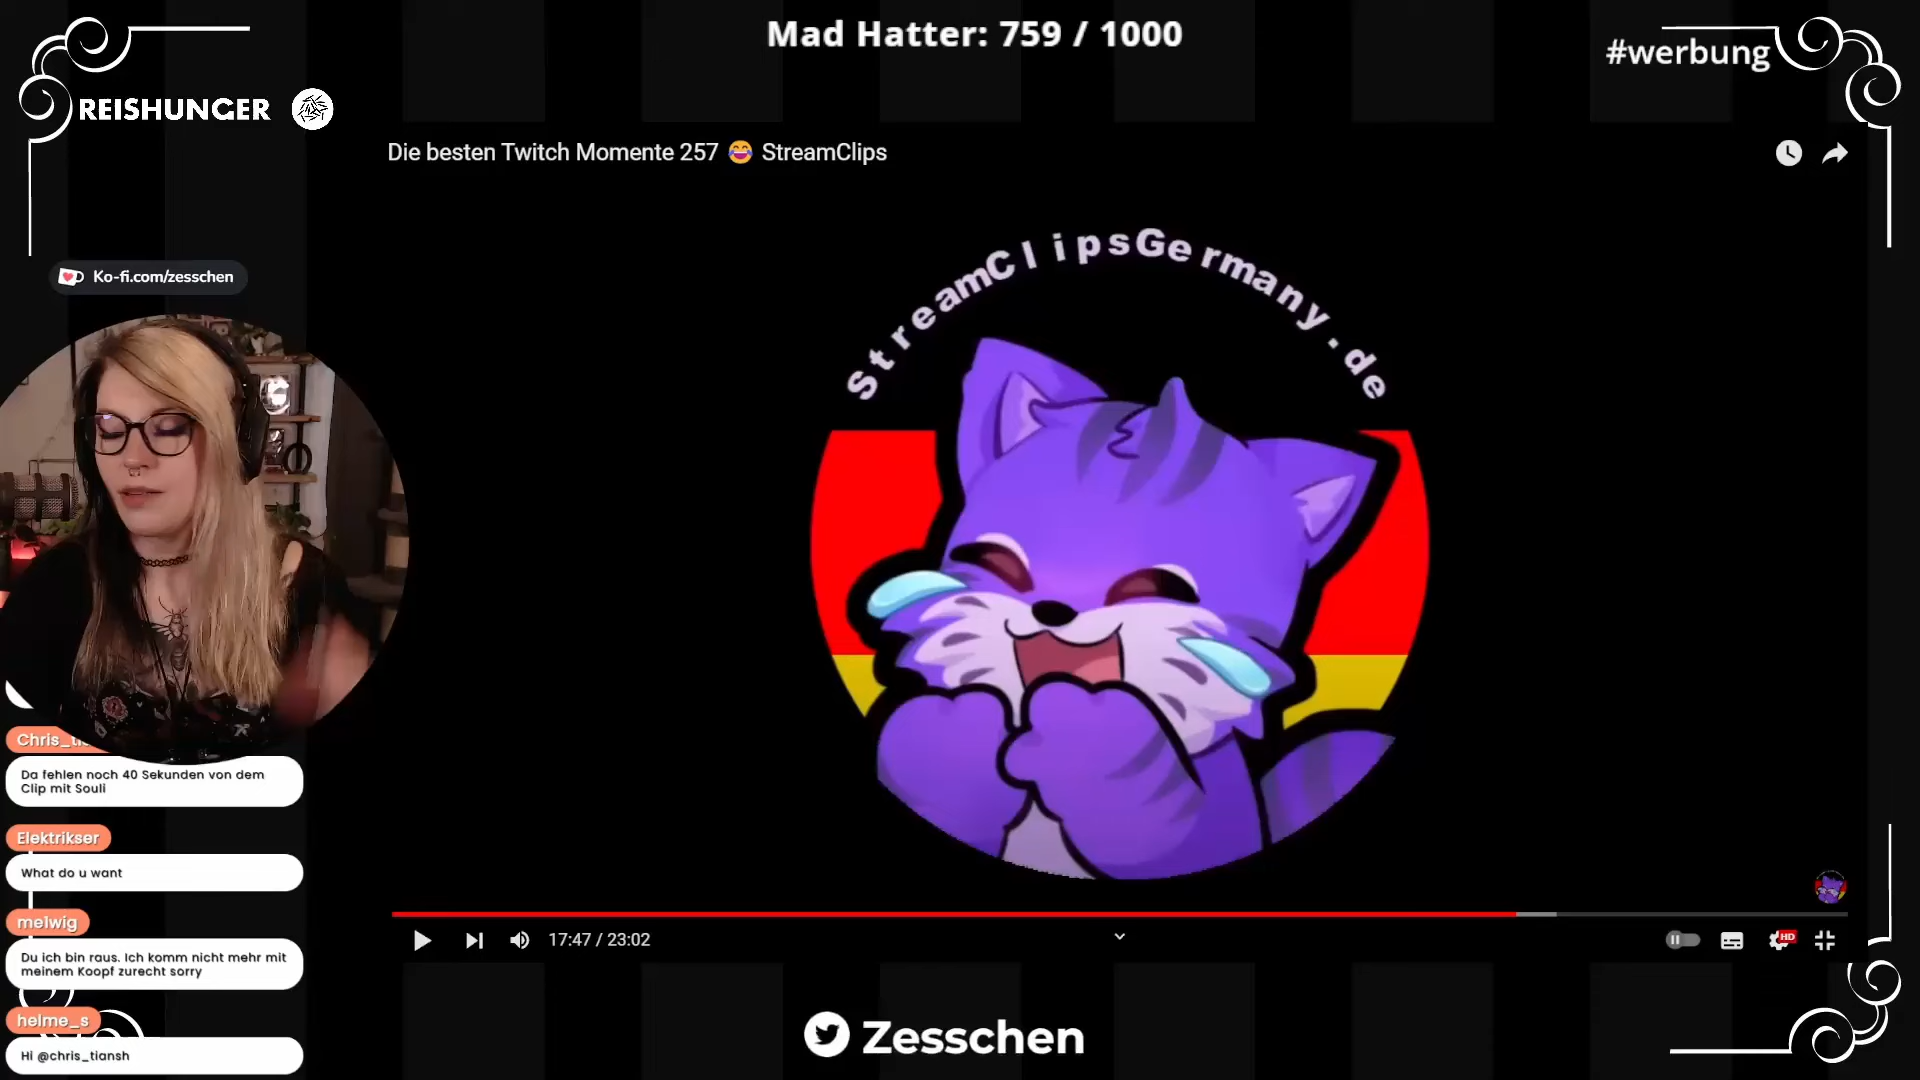 Mad Hatter: 759 / 1000
#werbung
REISHUNGER
Die besten Twitch Momente 257 😂 StreamClips
StreamClipsGermany.de
Ko-fi.com/zesschen
Da fehlen noch 40 Sekunden von dem
Clip mit Souli
Elektrikser
What do u want
me1wig
Du ich bin raus. Ich komm nicht mehr mit
meinem Koopf zurecht sorry
helme_s
Hi @chris_tiansh
17:47 / 23:02
HD
Zesschen